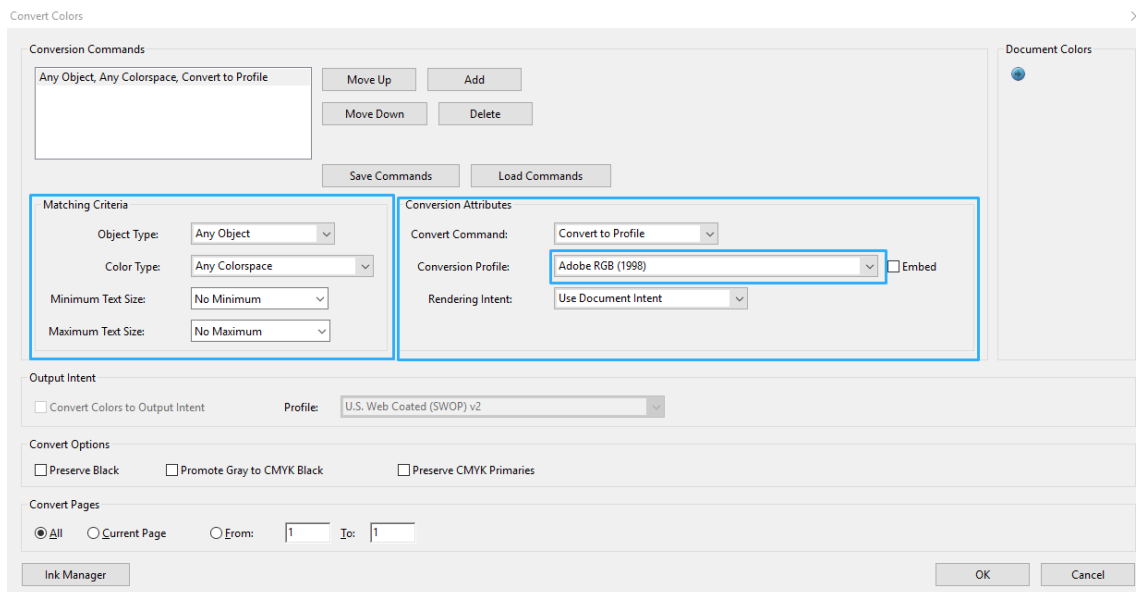 Convert Colors
Conversion Commands
Document Colors
Any Object, Any Colorspace, Convert to Profile
Move Up
Add
Move Down
Delete
Save Commands
Load Commands
Matching Criteria
Conversion Attributes
Object Type:
Any Object
Convert Command:
Convert to Profile
Color Type:
Any Colorspace
Conversion Profile:
Adobe RGB (1998)
Embed
Minimum Text Size:
No Minimum
Rendering Intent:
Use Document Intent
Maximum Text Size:
No Maximum
Output Intent
Convert Colors to Output Intent
Profile:
U.S. Web Coated (SWOP) v2
Convert Options
Preserve Black
Promote Gray to CMYK Black
Preserve CMYK Primaries
Convert Pages
All
Current Page
From:
1
To:
1
Ink Manager
OK
Cancel